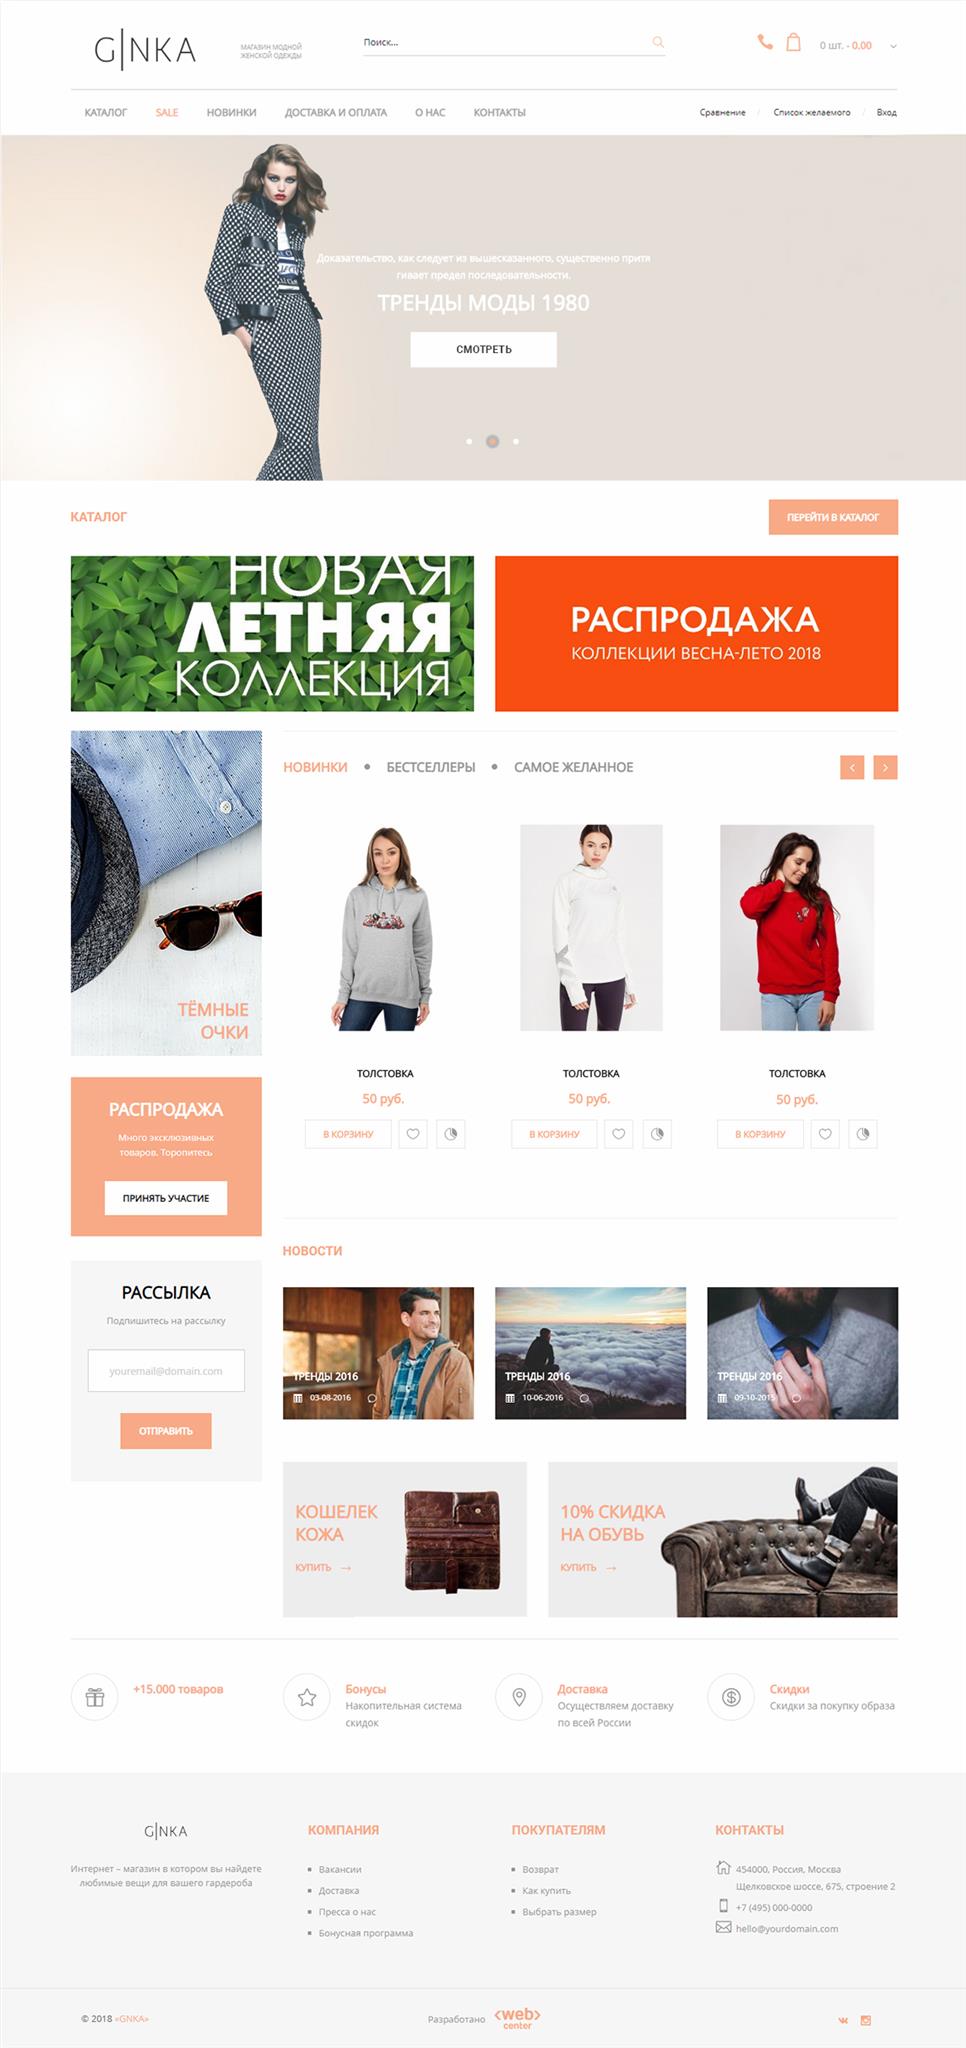 G|NKA
МАГАЗИН МОДНОЙ
ЖЕНСКОЙ ОДЕЖДЫ
Поиск...
0 шт. - 0,00
КАТАЛОГ
SALE
НОВИНКИ
ДОСТАВКА И ОПЛАТА
О НАС
КОНТАКТЫ
Сравнение / Список желаемого / Вход
Доказательство, как следует из вышесказанного, существенно притя
гивает предел последовательности.
ТРЕНДЫ МОДЫ 1980
СМОТРЕТЬ
КАТАЛОГ
ПЕРЕЙТИ В КАТАЛОГ
НОВАЯ
ЛЕТНЯЯ
КОЛЛЕКЦИЯ
РАСПРОДАЖА
КОЛЛЕКЦИИ ВЕСНА-ЛЕТО 2018
ТЁМНЫЕ
ОЧКИ
РАСПРОДАЖА
Много эксклюзивных
товаров. Торопитесь
ПРИНЯТЬ УЧАСТИЕ
РАССЫЛКА
Подпишитесь на рассылку
youremail@domain.com
ОТПРАВИТЬ
НОВИНКИ • БЕСТСЕЛЛЕРЫ • САМОЕ ЖЕЛАННОЕ
ТОЛСТОВКА
50 руб.
В КОРЗИНУ
ТОЛСТОВКА
50 руб.
В КОРЗИНУ
ТОЛСТОВКА
50 руб.
В КОРЗИНУ
НОВОСТИ
ТРЕНДЫ 2016
03-08-2016
ТРЕНДЫ 2016
10-06-2016
ТРЕНДЫ 2016
09-10-2015
КОШЕЛЕК
КОЖА
КУПИТЬ →
10% СКИДКА
НА ОБУВЬ
КУПИТЬ →
+15.000 товаров
Бонусы
Накопительная система
скидок
Доставка
Осуществляем доставку
по всей России
Скидки
Скидки за покупку образа
G|NKA
Интернет – магазин в котором вы найдете
любимые вещи для вашего гардероба
КОМПАНИЯ
Вакансии
Доставка
Пресса о нас
Бонусная программа
ПОКУПАТЕЛЯМ
Возврат
Как купить
Выбрать размер
КОНТАКТЫ
454000, Россия, Москва
Щелковское шоссе, 675, строение 2
+7 (495) 000-0000
hello@yourdomain.com
© 2018 «GNKA»
Разработано
<web>
center